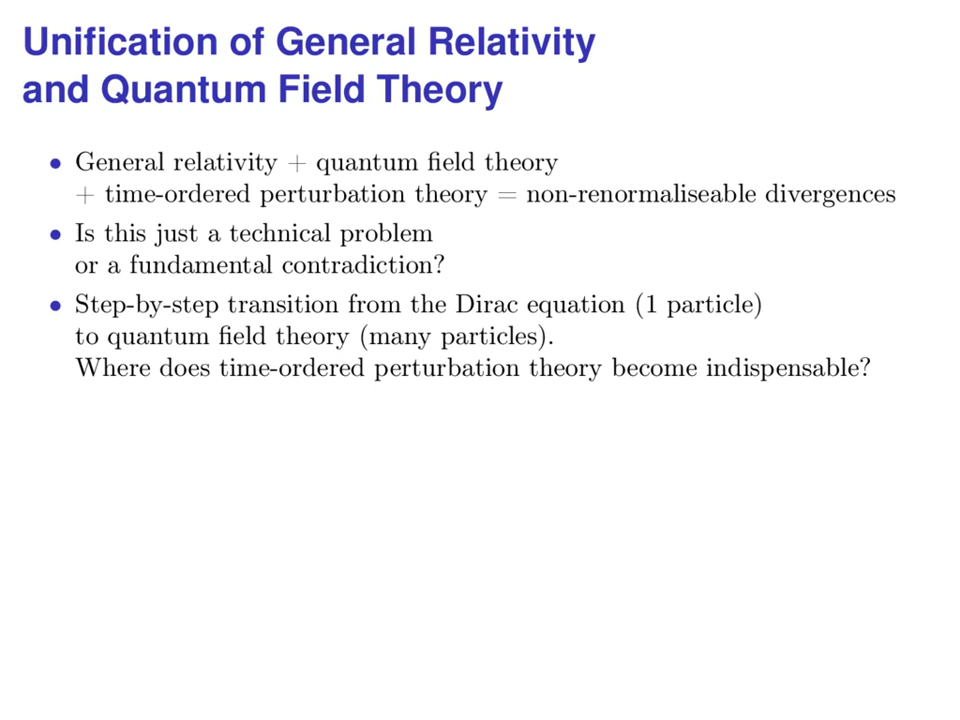 Unification of General Relativity
and Quantum Field Theory
• General relativity + quantum field theory
+ time-ordered perturbation theory = non-renormaliseable divergences
• Is this just a technical problem
or a fundamental contradiction?
• Step-by-step transition from the Dirac equation (1 particle)
to quantum field theory (many particles).
Where does time-ordered perturbation theory become indispensable?